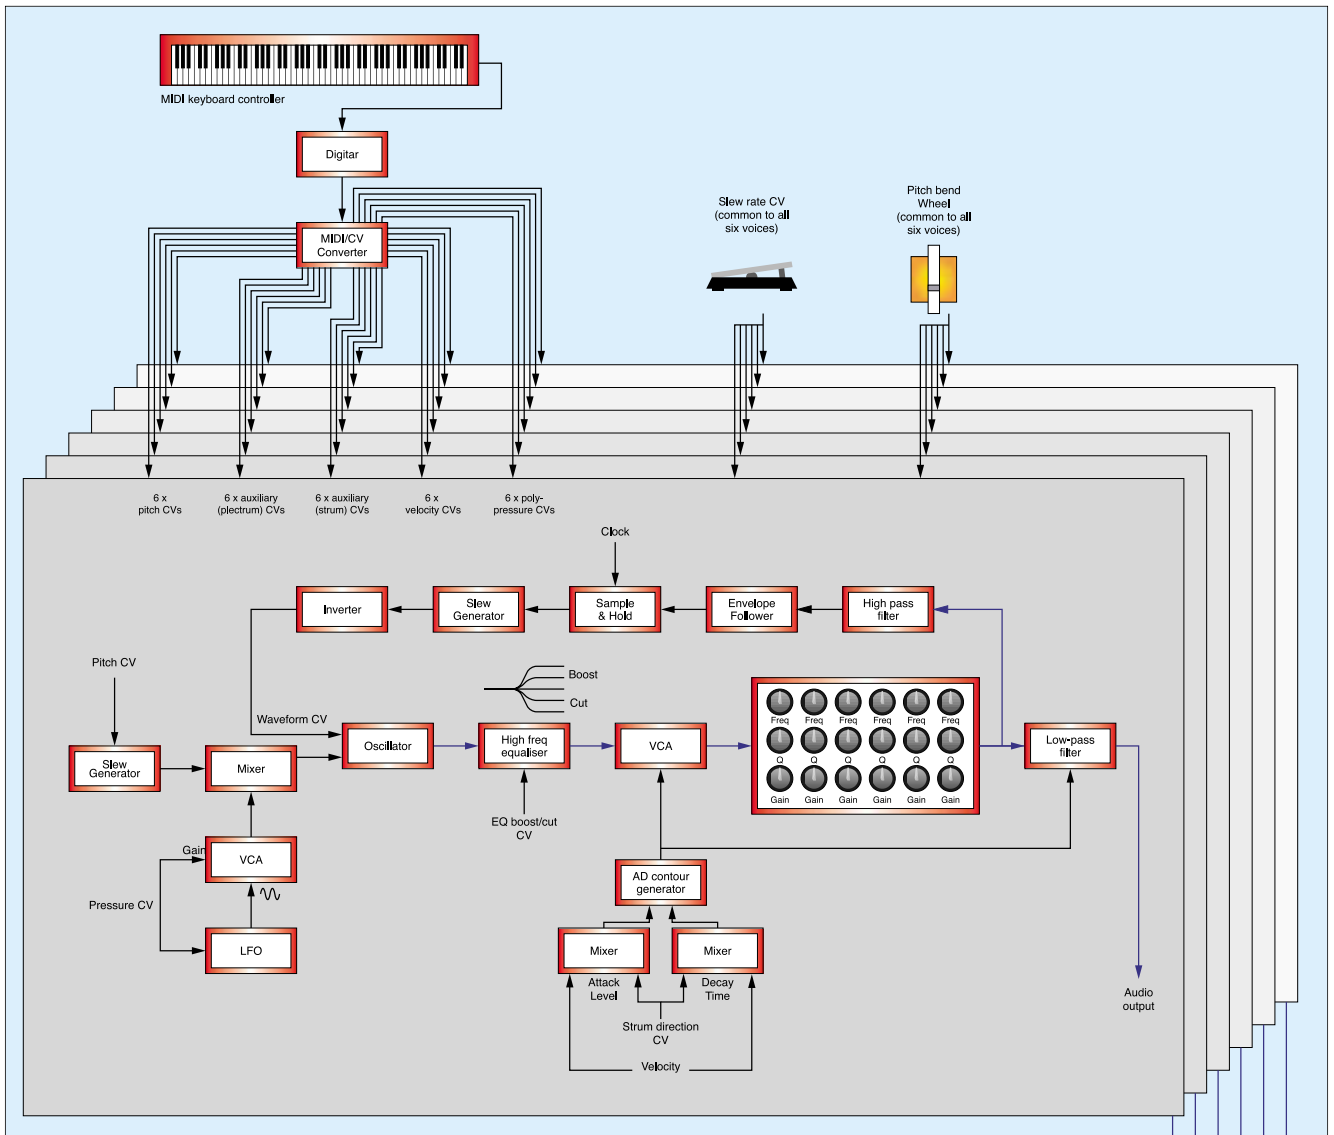 MIDI keyboard controller
Digitar
MIDI/CV
Converter
Slew rate CV
(common to all
six voices)
Pitch bend
Wheel
(common to all
six voices)
6 x
pitch CVs
6 x auxiliary
(plectrum) CVs
6 x auxiliary
(strum) CVs
6 x
velocity CVs
6 x poly-
pressure CVs
Clock
Inverter
Slew
Generator
Sample
& Hold
Envelope
Follower
High pass
filter
Pitch CV
Boost
Cut
Waveform CV
Slew
Generator
Mixer
Oscillator
High freq
equaliser
VCA
Freq Freq Freq Freq Freq Freq
Q Q Q Q Q Q
Gain Gain Gain Gain Gain Gain
Low-pass
filter
EQ boost/cut
CV
Gain
VCA
Pressure CV
LFO
AD contour
generator
Mixer
Mixer
Attack
Level
Decay
Time
Strum direction
CV
Velocity
Audio
output